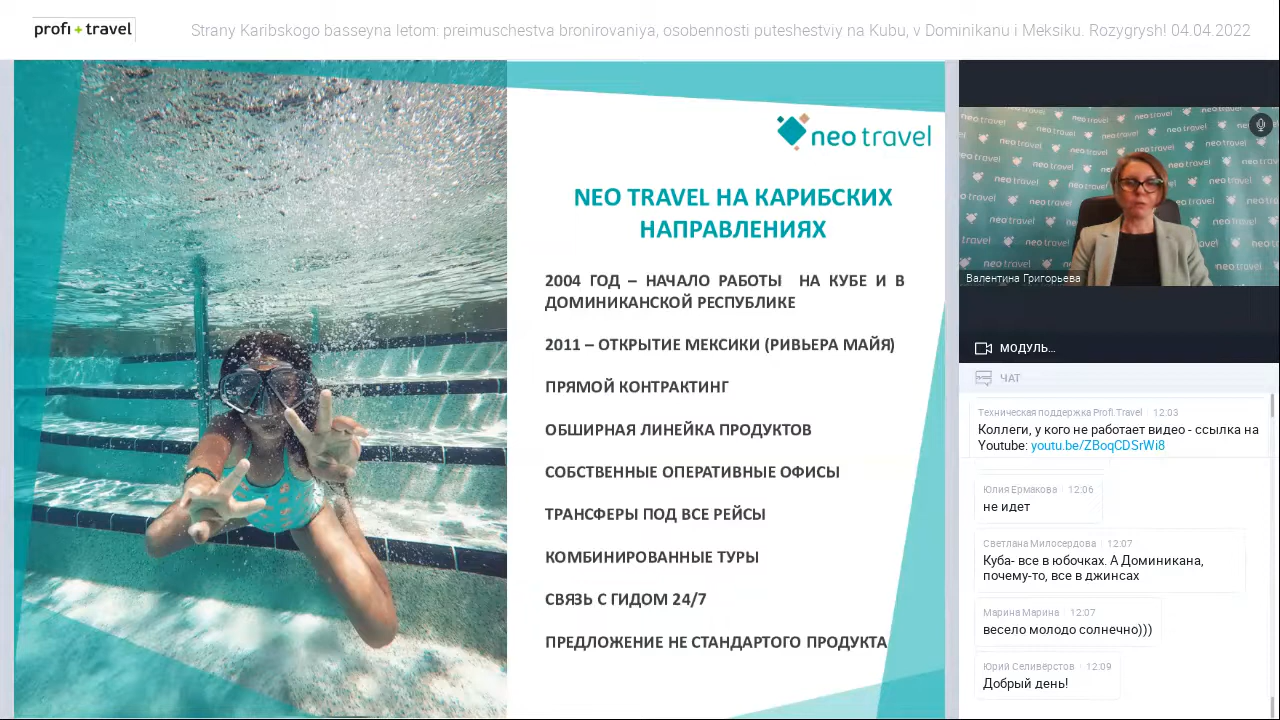 profi travel
Strany Karibskogo basseyna letom: preimuschestva bronirovaniya, osobennosti puteshestviy na Kubu, v Dominikanu i Meksiku. Rozygrysh! 04.04.2022
neo travel
NEO TRAVEL НА КАРИБСКИХ
НАПРАВЛЕНИЯХ
2004 ГОД – НАЧАЛО РАБОТЫ НА КУБЕ И В
ДОМИНИКАНСКОЙ РЕСПУБЛИКЕ
2011 – ОТКРЫТИЕ МЕКСИКИ (РИВЬЕРА МАЙЯ)
ПРЯМОЙ КОНТРАКТИНГ
ОБШИРНАЯ ЛИНЕЙКА ПРОДУКТОВ
СОБСТВЕННЫЕ ОПЕРАТИВНЫЕ ОФИСЫ
ТРАНСФЕРЫ ПОД ВСЕ РЕЙСЫ
КОМБИНИРОВАННЫЕ ТУРЫ
СВЯЗЬ С ГИДОМ 24/7
ПРЕДЛОЖЕНИЕ НЕ СТАНДАРТОГО ПРОДУКТА
neo travel
Валентина Григорьева
МОДУЛЬ...
ЧАТ
Техническая поддержка Profi.Travel 12:03
Коллеги, у кого не работает видео - ссылка на
Youtube: youtu.be/ZBoqCDSrWi8
Юлия Ермакова 12:06
не идет
Светлана Милосердова 12:07
Куба- все в юбочках. А Доминикана,
почему-то, все в джинсах
Марина Марина 12:07
весело молодо солнечно)))
Юрий Селивёрстов 12:09
Добрый день!